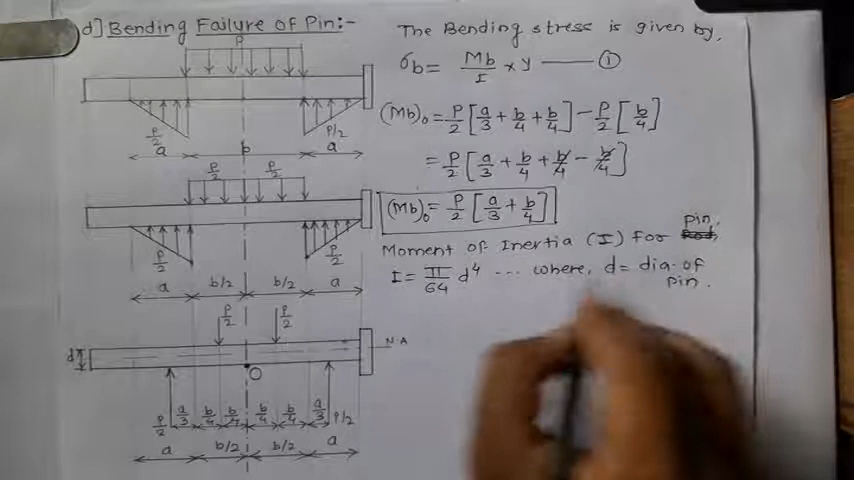 d] Bending Failure of Pin:-
P
P/2
P/2
a
b
a
P/2
P/2
P/2
P/2
a
b/2
b/2
a
P/2
P/2
d
N·A
O
P/2
a/3
b/4
b/4
b/4
b/4
a/3
P/2
a
b/2
b/2
a
The Bending stress is given by,
σb = Mb/I × y —— ①
(Mb)₀ = P/2 [a/3 + b/4 + b/4] - P/2 [b/4]
= P/2 [a/3 + b/4 + b/4 - b/4]
(Mb)₀ = P/2 [a/3 + b/4]
Moment of Inertia (I) for pin.
I = π/64 d⁴ ... where, d = dia. of
pin.